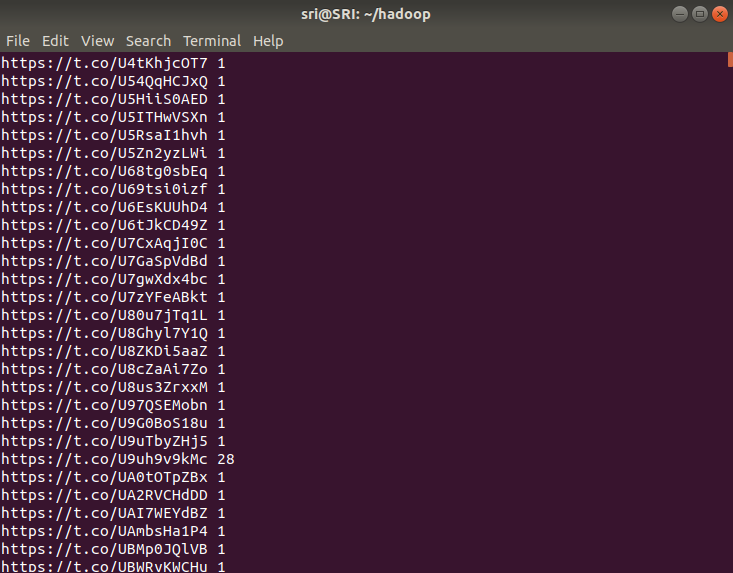 sri@SRI: ~/hadoop
File Edit View Search Terminal Help
https://t.co/U4tKhjcOT7 1
https://t.co/U54QqHCJxQ 1
https://t.co/U5HiiS0AED 1
https://t.co/U5ITHwVSXn 1
https://t.co/U5RsaI1hvh 1
https://t.co/U5Zn2yzLWi 1
https://t.co/U68tg0sbEq 1
https://t.co/U69tsi0izf 1
https://t.co/U6EsKUUhD4 1
https://t.co/U6tJkCD49Z 1
https://t.co/U7CxAqjI0C 1
https://t.co/U7GaSpVdBd 1
https://t.co/U7gwXdx4bc 1
https://t.co/U7zYFeABkt 1
https://t.co/U80u7jTq1L 1
https://t.co/U8Ghyl7Y1Q 1
https://t.co/U8ZKDi5aaZ 1
https://t.co/U8cZaAi7Zo 1
https://t.co/U8us3ZrxxM 1
https://t.co/U97QSEMobn 1
https://t.co/U9G0BoS18u 1
https://t.co/U9uTbyZHj5 1
https://t.co/U9uh9v9kMc 28
https://t.co/UA0tOTpZBx 1
https://t.co/UA2RVCHdDD 1
https://t.co/UAI7WEYdBZ 1
https://t.co/UAmbsHa1P4 1
https://t.co/UBMp0JQlVB 1
https://t.co/UBWRvKWCHu 1